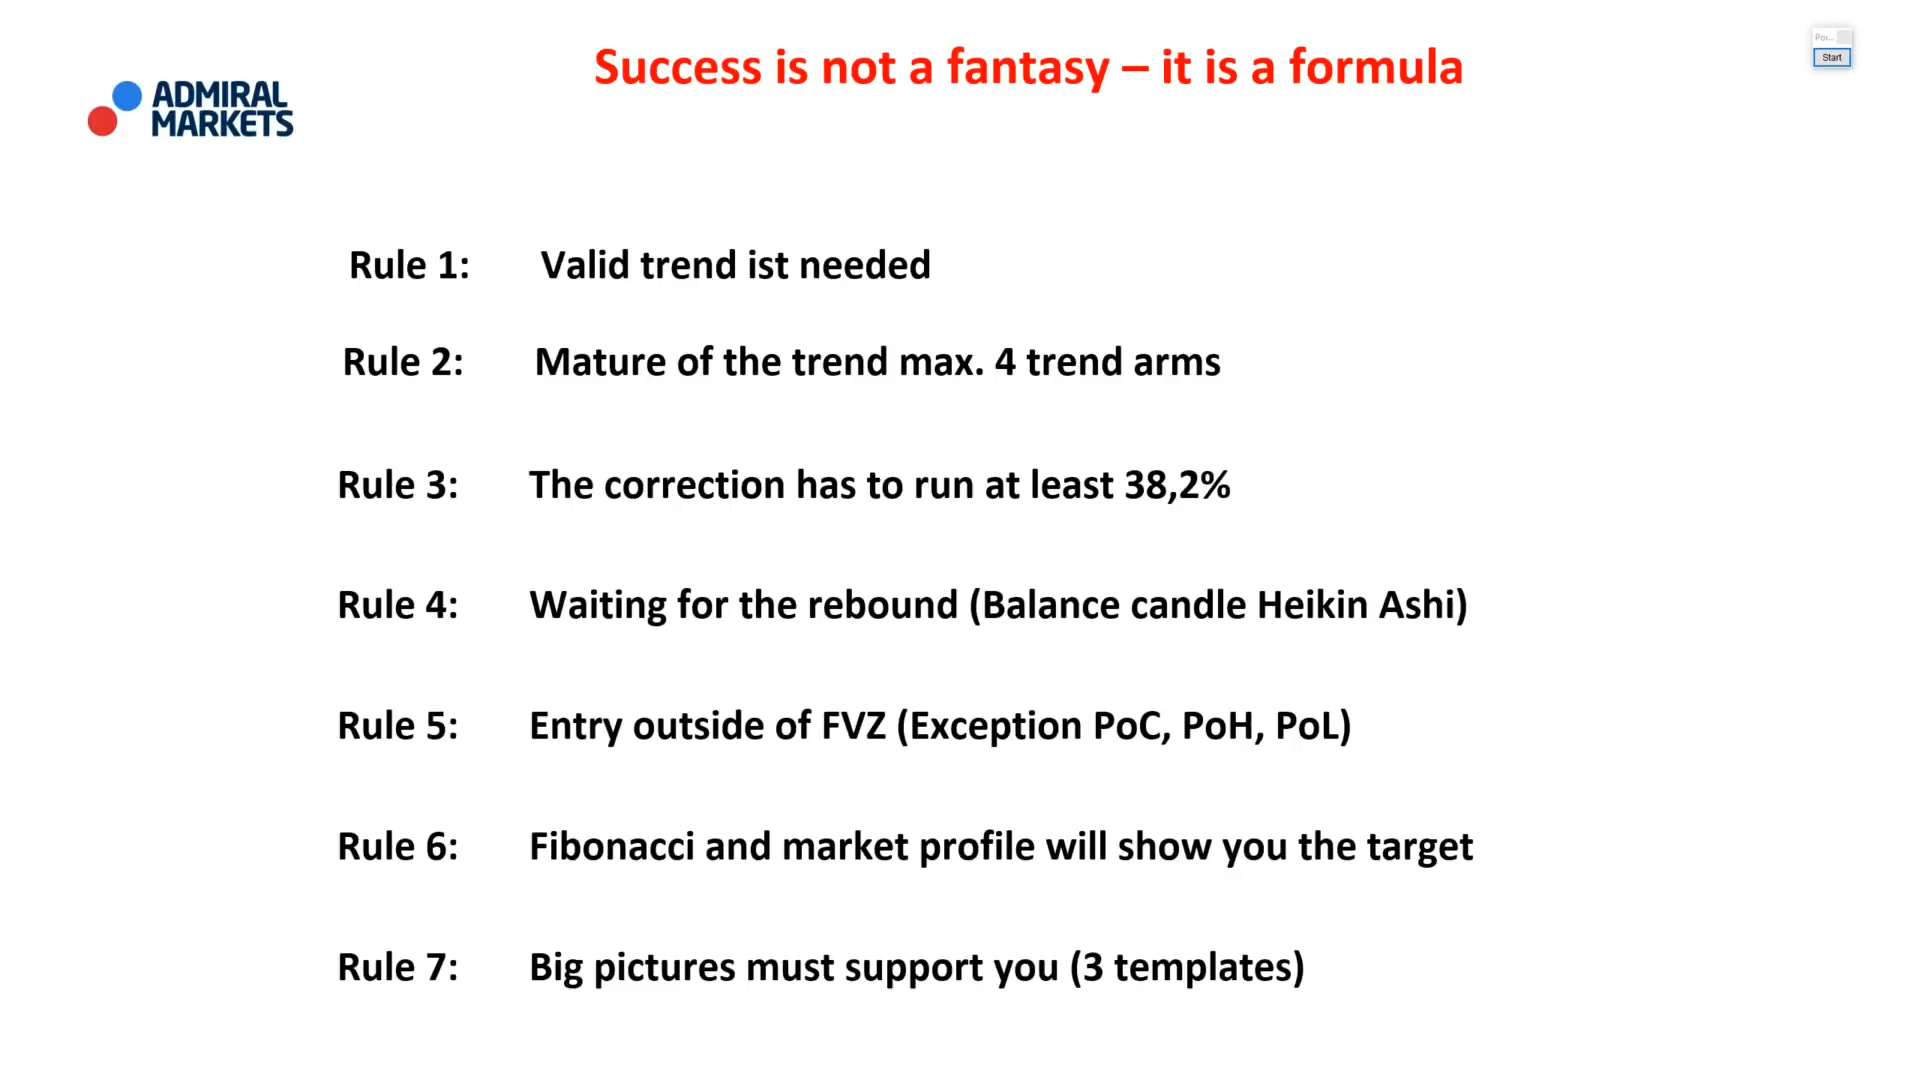 Success is not a fantasy – it is a formula
Po...
Start
ADMIRAL
MARKETS
Rule 1: Valid trend ist needed
Rule 2: Mature of the trend max. 4 trend arms
Rule 3: The correction has to run at least 38,2%
Rule 4: Waiting for the rebound (Balance candle Heikin Ashi)
Rule 5: Entry outside of FVZ (Exception PoC, PoH, PoL)
Rule 6: Fibonacci and market profile will show you the target
Rule 7: Big pictures must support you (3 templates)